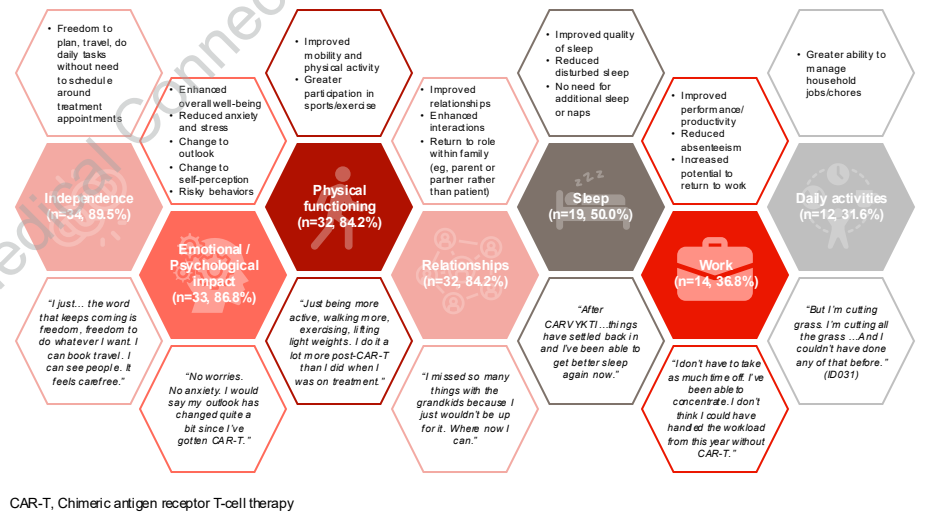 • Freedom to
plan, travel, do
daily tasks
without need
to schedule
around
treatment
appointments
Independence
(n=34, 89.5%)
“I just… the word
that keeps coming is
freedom, freedom to
do whatever I want. I
can book travel. I
can see people. It
feels carefree.”
• Enhanced
overall well-being
• Reduced anxiety
and stress
• Change to
outlook
• Change to
self-perception
• Risky behaviors
Emotional /
Psychological
impact
(n=33, 86.8%)
“No worries.
No anxiety. I would
say my outlook has
changed quite a
bit since I’ve
gotten CAR-T.”
• Improved
mobility and
physical activity
• Greater
participation in
sports/exercise
Physical
functioning
(n=32, 84.2%)
“Just being more
active, walking more,
exercising, lifting
light weights. I do it a
lot more post-CAR-T
than I did when I
was on treatment.”
• Improved
relationships
• Enhanced
interactions
• Return to role
within family
(eg, parent or
partner rather
than patient)
Relationships
(n=32, 84.2%)
“I missed so many
things with the
grandkids because I
just wouldn’t be up
for it. Where now I
can.”
• Improved quality
of sleep
• Reduced
disturbed sleep
• No need for
additional sleep
or naps
z z z
Sleep
(n=19, 50.0%)
“After
CARVYKTI...things
have settled back in
and I’ve been able to
get better sleep
again now.”
• Improved
performance/
productivity
• Reduced
absenteeism
• Increased
potential to
return to work
Work
(n=14, 36.8%)
“I don’t have to take
as much time off. I’ve
been able to
concentrate. I don’t
think I could have
handled the workload
from this year without
CAR-T.”
• Greater ability to
manage
household
jobs/chores
Daily activities
(n=12, 31.6%)
“But I’m cutting
grass. I’m cutting all
the grass …And I
couldn’t have done
any of that before.”
(ID031)
CAR-T, Chimeric antigen receptor T-cell therapy